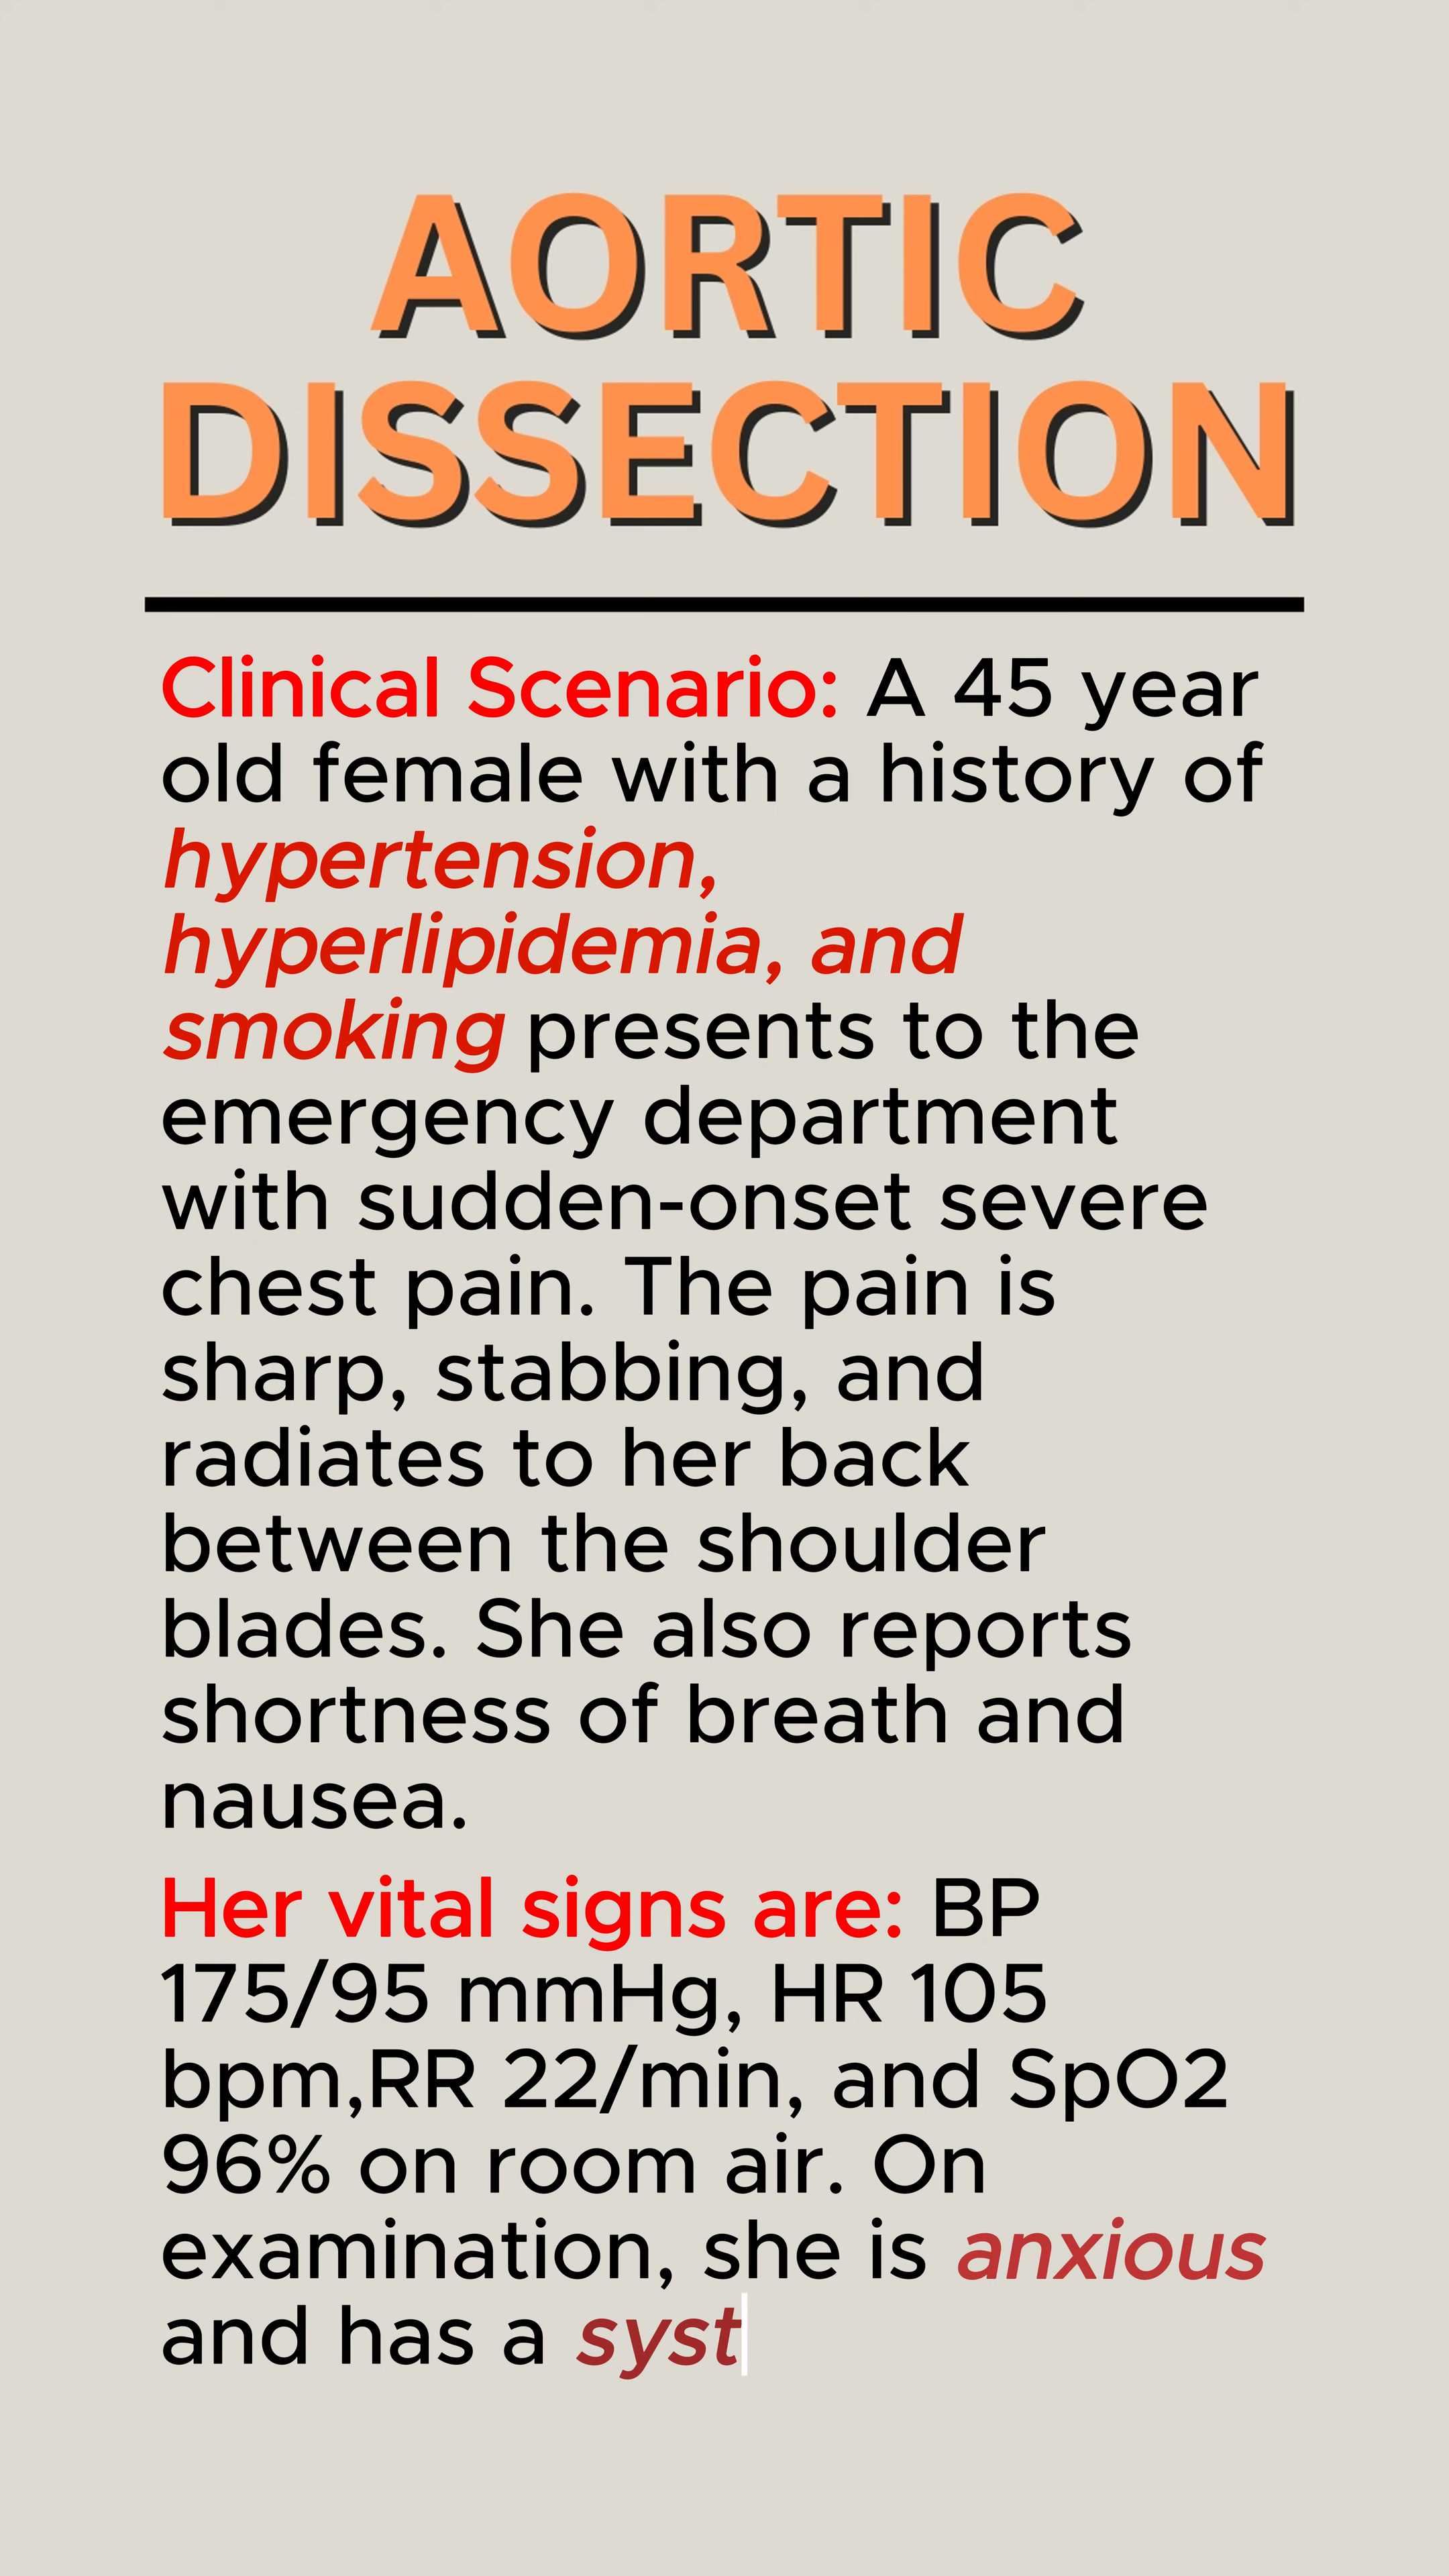 AORTIC
DISSECTION
Clinical Scenario: A 45 year
old female with a history of
hypertension,
hyperlipidemia, and
smoking presents to the
emergency department
with sudden-onset severe
chest pain. The pain is
sharp, stabbing, and
radiates to her back
between the shoulder
blades. She also reports
shortness of breath and
nausea.
Her vital signs are: BP
175/95 mmHg, HR 105
bpm,RR 22/min, and SpO2
96% on room air. On
examination, she is anxious
and has a syst